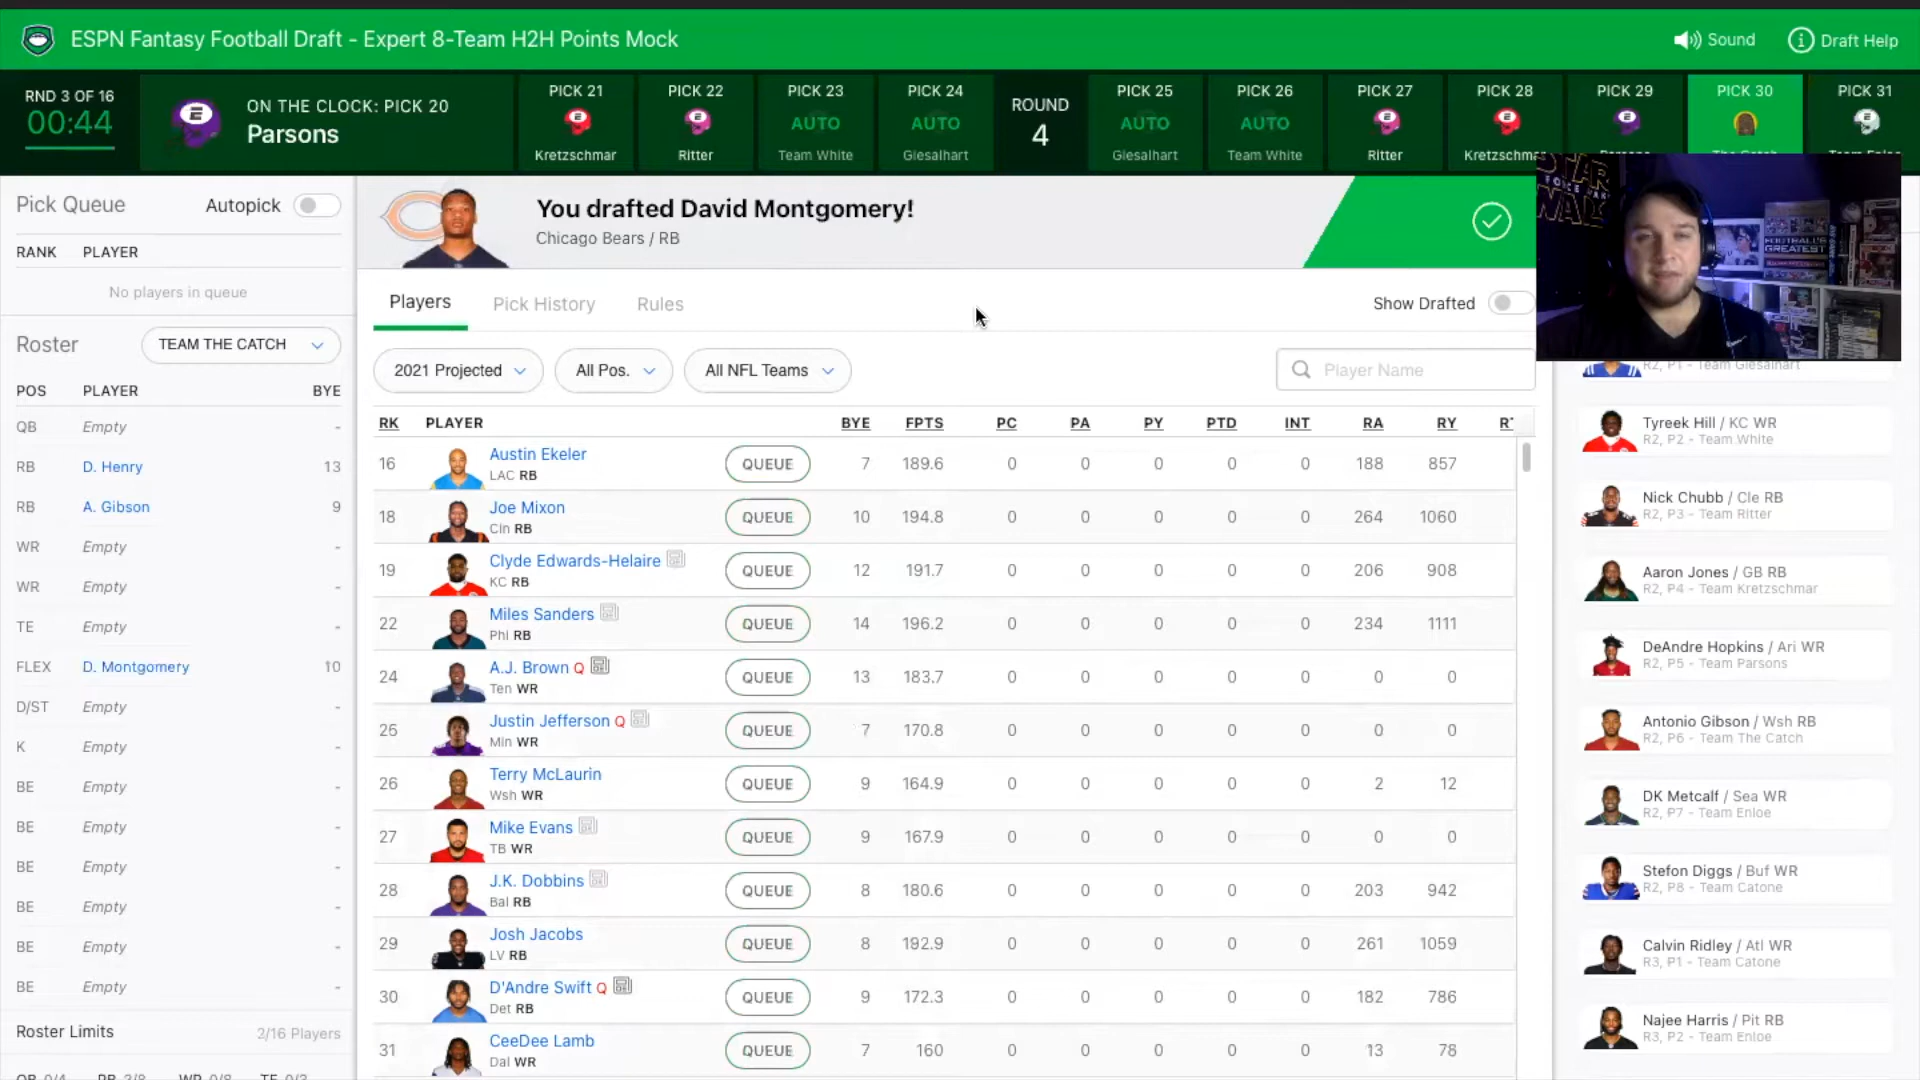 ESPN Fantasy Football Draft - Expert 8-Team H2H Points Mock
Sound
Draft Help
RND 3 OF 16
00:44
ON THE CLOCK: PICK 20
Parsons
PICK 21
Kretzschmar
PICK 22
Ritter
PICK 23
AUTO
Team White
PICK 24
AUTO
Giesalhart
ROUND
4
PICK 25
AUTO
Giesalhart
PICK 26
AUTO
Team White
PICK 27
Ritter
PICK 28
Kretzschmar
PICK 29
PICK 30
PICK 31
Pick Queue
Autopick
RANK PLAYER
No players in queue
Roster
TEAM THE CATCH
POS PLAYER BYE
QB Empty -
RB D. Henry 13
RB A. Gibson 9
WR Empty -
WR Empty -
TE Empty -
FLEX D. Montgomery 10
D/ST Empty -
K Empty -
BE Empty -
BE Empty -
BE Empty -
BE Empty -
BE Empty -
BE Empty -
Roster Limits 2/16 Players
You drafted David Montgomery!
Chicago Bears / RB
Players
Pick History
Rules
Show Drafted
2021 Projected
All Pos.
All NFL Teams
Player Name
RK PLAYER BYE FPTS PC PA PY PTD INT RA RY
16 Austin Ekeler QUEUE 7 189.6 0 0 0 0 0 188 857
LAC RB
18 Joe Mixon QUEUE 10 194.8 0 0 0 0 0 264 1060
Cin RB
19 Clyde Edwards-Helaire QUEUE 12 191.7 0 0 0 0 0 206 908
KC RB
22 Miles Sanders QUEUE 14 196.2 0 0 0 0 0 234 1111
Phi RB
24 A.J. Brown Q QUEUE 13 183.7 0 0 0 0 0 0 0
Ten WR
25 Justin Jefferson Q QUEUE 7 170.8 0 0 0 0 0 0 0
Min WR
26 Terry McLaurin QUEUE 9 164.9 0 0 0 0 0 2 12
Wsh WR
27 Mike Evans QUEUE 9 167.9 0 0 0 0 0 0 0
TB WR
28 J.K. Dobbins QUEUE 8 180.6 0 0 0 0 0 203 942
Bal RB
29 Josh Jacobs QUEUE 8 192.9 0 0 0 0 0 261 1059
LV RB
30 D'Andre Swift Q QUEUE 9 172.3 0 0 0 0 0 182 786
Det RB
31 CeeDee Lamb QUEUE 7 160 0 0 0 0 0 13 78
Dal WR
STAR
FORCE
WARS
FOOTBALL'S
GREATEST
R2, P1 - Team Giesalhart
Tyreek Hill / KC WR
R2, P2 - Team White
Nick Chubb / Cle RB
R2, P3 - Team Ritter
Aaron Jones / GB RB
R2, P4 - Team Kretzschmar
DeAndre Hopkins / Ari WR
R2, P5 - Team Parsons
Antonio Gibson / Wsh RB
R2, P6 - Team The Catch
DK Metcalf / Sea WR
R2, P7 - Team Enloe
Stefon Diggs / Buf WR
R2, P8 - Team Catone
Calvin Ridley / Atl WR
R3, P1 - Team Catone
Najee Harris / Pit RB
R3, P2 - Team Enloe